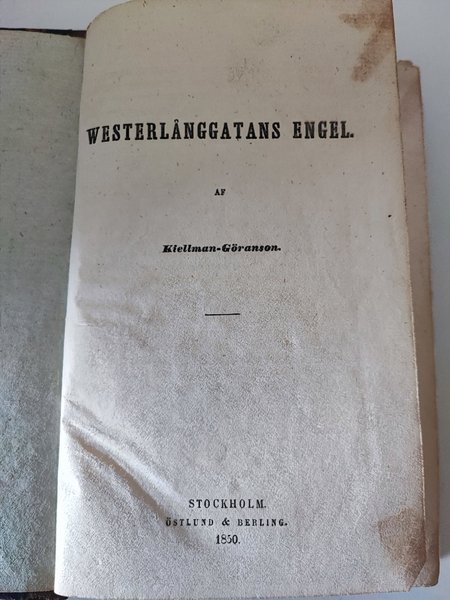 WESTERLÅNGGATANS ENGEL.
AF
Kiellman-Göranson.
STOCKHOLM.
ÖSTLUND & BERLING.
1850.